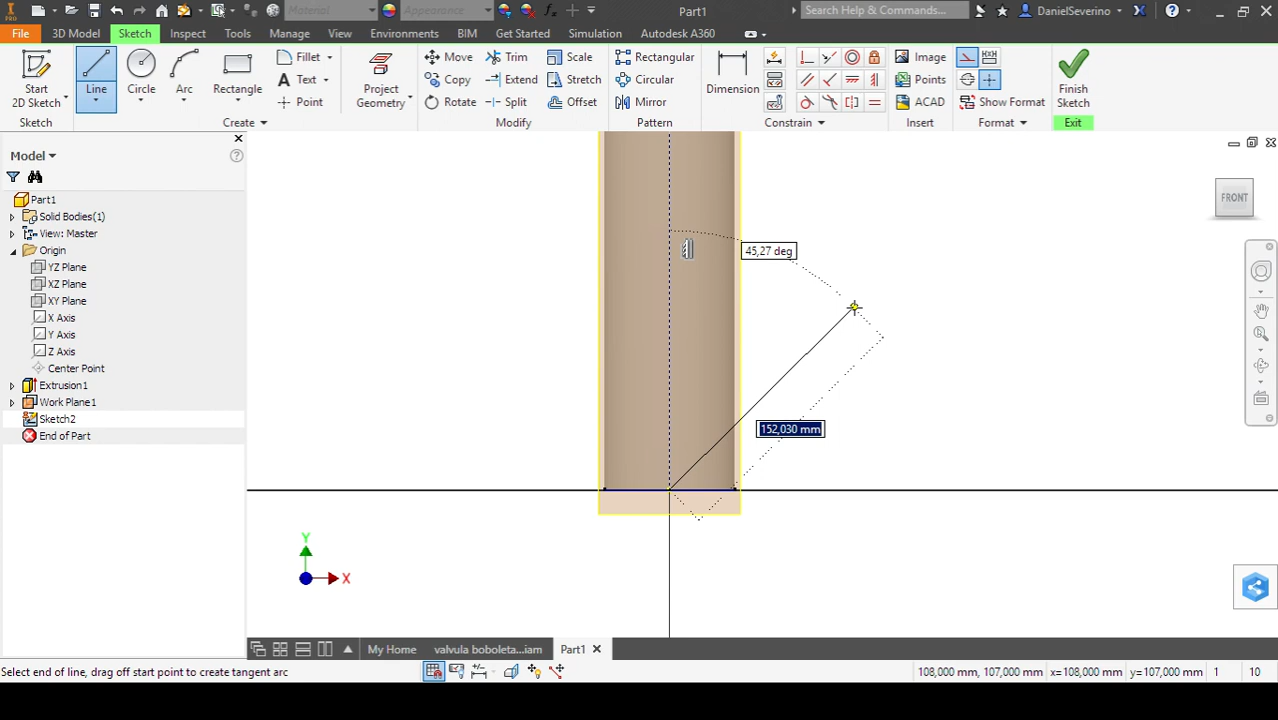 PRO
Material
Appearance
Part1
Search Help & Commands...
DanielSeverino
File
3D Model
Sketch
Inspect
Tools
Manage
View
Environments
BIM
Get Started
Simulation
Autodesk A360
Start
2D Sketch
Line
Circle
Arc
Rectangle
Fillet
Text
Point
Project
Geometry
Move
Copy
Rotate
Trim
Extend
Split
Scale
Stretch
Offset
Rectangular
Circular
Mirror
Dimension
Image
Points
ACAD
Show Format
Finish
Sketch
Sketch
Create
Modify
Pattern
Constrain
Insert
Format
Exit
Model
Part1
Solid Bodies(1)
View: Master
Origin
YZ Plane
XZ Plane
XY Plane
X Axis
Y Axis
Z Axis
Center Point
Extrusion1
Work Plane1
Sketch2
End of Part
FRONT
45,27 deg
152,030 mm
Y
X
My Home
valvula boboleta....iam
Part1
Select end of line, drag off start point to create tangent arc
108,000 mm, 107,000 mm
x=108,000 mm
y=107,000 mm
1
10